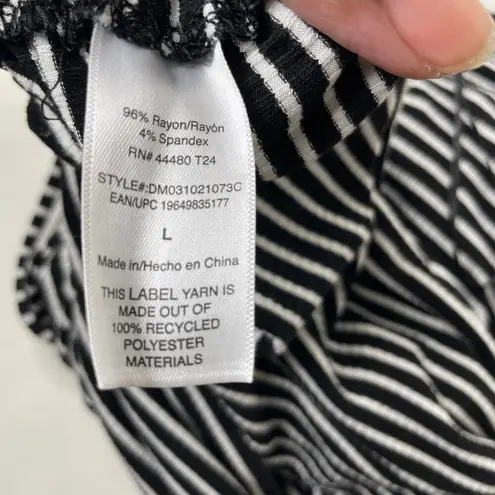 96% Rayon/Rayón
4% Spandex
RN# 44480 T24
STYLE#:DM031021073C
EAN/UPC 19649835177
L
Made in/Hecho en China
THIS LABEL YARN IS
MADE OUT OF
100% RECYCLED
POLYESTER
MATERIALS